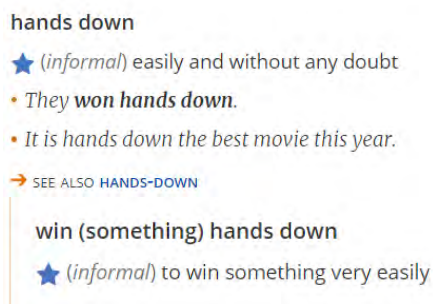 hands down
(informal) easily and without any doubt
• They won hands down.
• It is hands down the best movie this year.
→ SEE ALSO HANDS-DOWN
win (something) hands down
(informal) to win something very easily